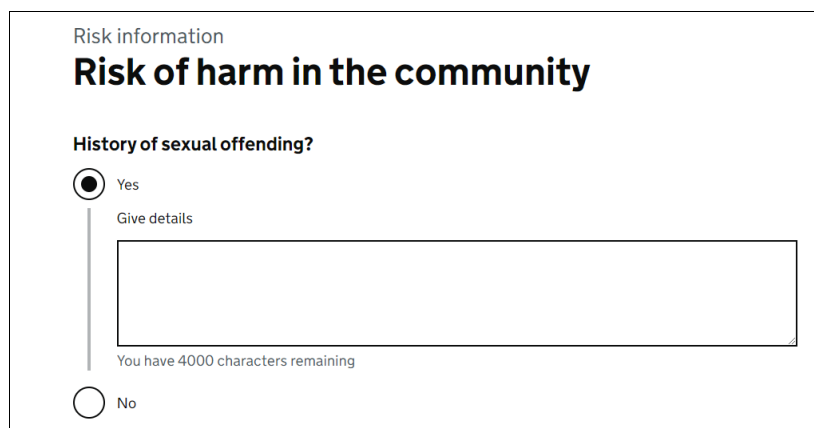 Risk information
Risk of harm in the community
History of sexual offending?
Yes
Give details
You have 4000 characters remaining
No